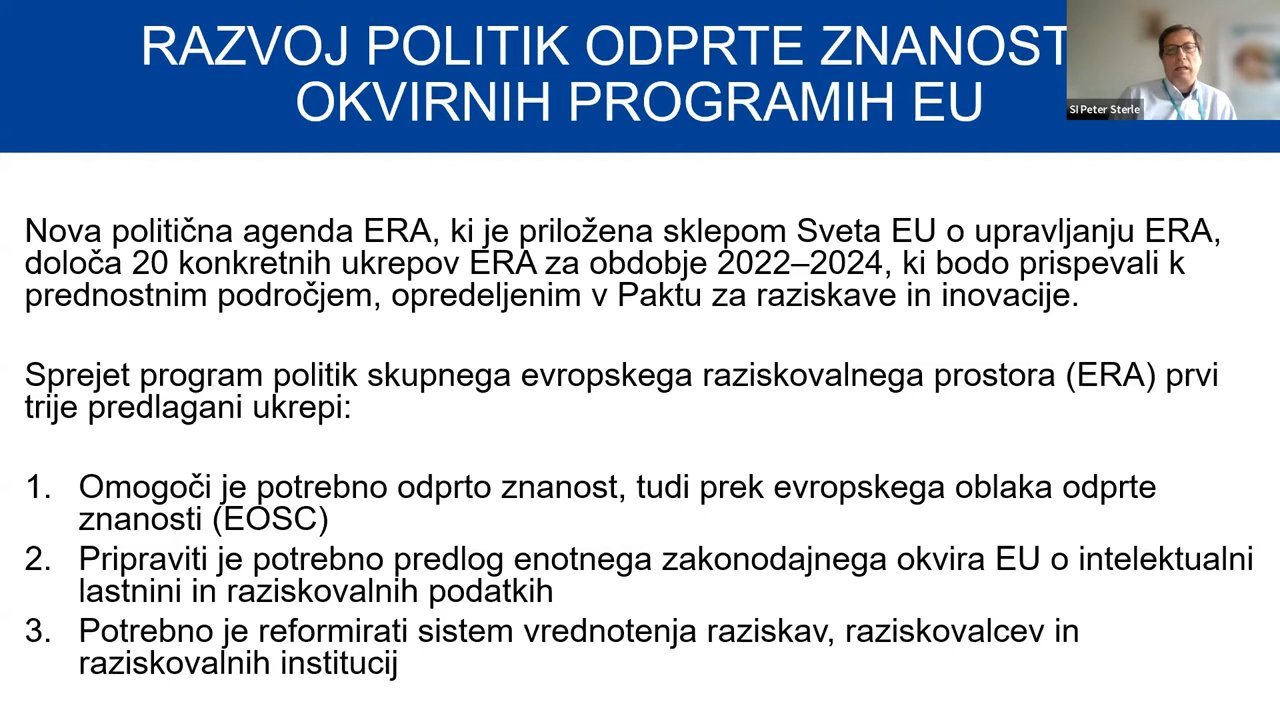 RAZVOJ POLITIK ODPRTE ZNANOST
OKVIRNIH PROGRAMIH EU
SI Peter Sterle
Nova politična agenda ERA, ki je priložena sklepom Sveta EU o upravljanju ERA,
določa 20 konkretnih ukrepov ERA za obdobje 2022–2024, ki bodo prispevali k
prednostnim področjem, opredeljenim v Paktu za raziskave in inovacije.
Sprejet program politik skupnega evropskega raziskovalnega prostora (ERA) prvi
trije predlagani ukrepi:
1. Omogoči je potrebno odprto znanost, tudi prek evropskega oblaka odprte
znanosti (EOSC)
2. Pripraviti je potrebno predlog enotnega zakonodajnega okvira EU o intelektualni
lastnini in raziskovalnih podatkih
3. Potrebno je reformirati sistem vrednotenja raziskav, raziskovalcev in
raziskovalnih institucij